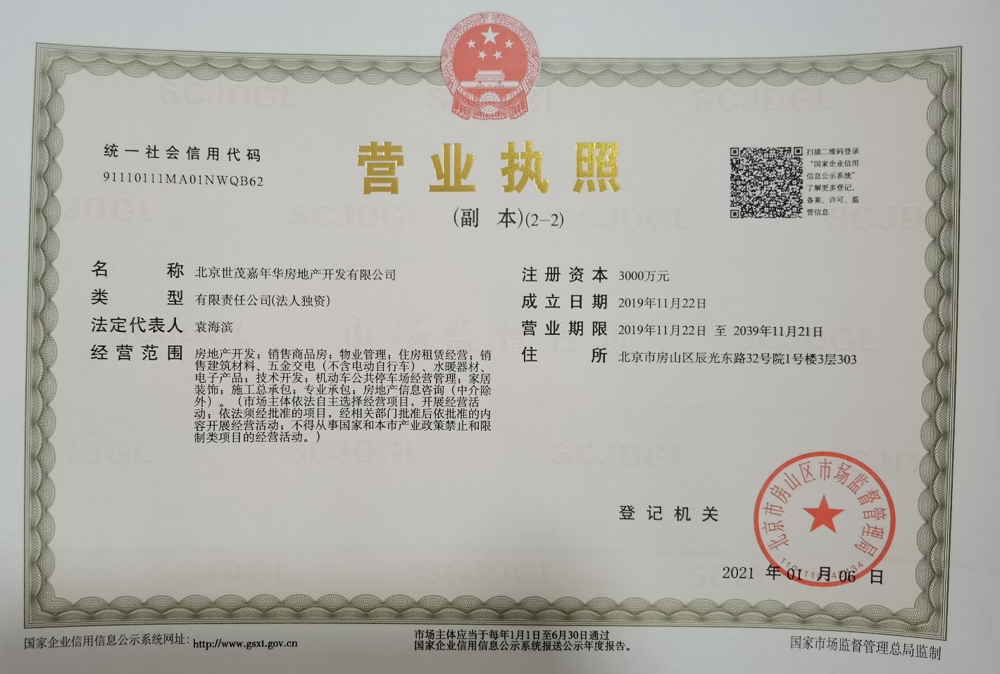 统一社会信用代码
91110111MA01NWQB62
营业执照
(副 本)(2-2)
扫描二维码登录
“国家企业信用
信息公示系统”
了解更多登记、
备案、许可、监
管信息
名 称 北京世茂嘉年华房地产开发有限公司
类 型 有限责任公司(法人独资)
法定代表人 袁海滨
经营范围 房地产开发；销售商品房；物业管理；住房租赁经营；销
售建筑材料、五金交电（不含电动自行车）、水暖器材、
电子产品；技术开发；机动车公共停车场经营管理；家居
装饰；施工总承包；专业承包；房地产信息咨询（中介除
外）。（市场主体依法自主选择经营项目，开展经营活
动；依法须经批准的项目，经相关部门批准后依批准的内
容开展经营活动；不得从事国家和本市产业政策禁止和限
制类项目的经营活动。）
注册资本 3000万元
成立日期 2019年11月22日
营业期限 2019年11月22日 至 2039年11月21日
住 所 北京市房山区辰光东路32号院1号楼3层303
登记机关
北京市房山区市场监督管理局
2021 年 01 月 06 日
国家企业信用信息公示系统网址：http://www.gsxt.gov.cn
市场主体应当于每年1月1日至6月30日通过
国家企业信用信息公示系统报送公示年度报告。
国家市场监督管理总局监制
SCJDGL